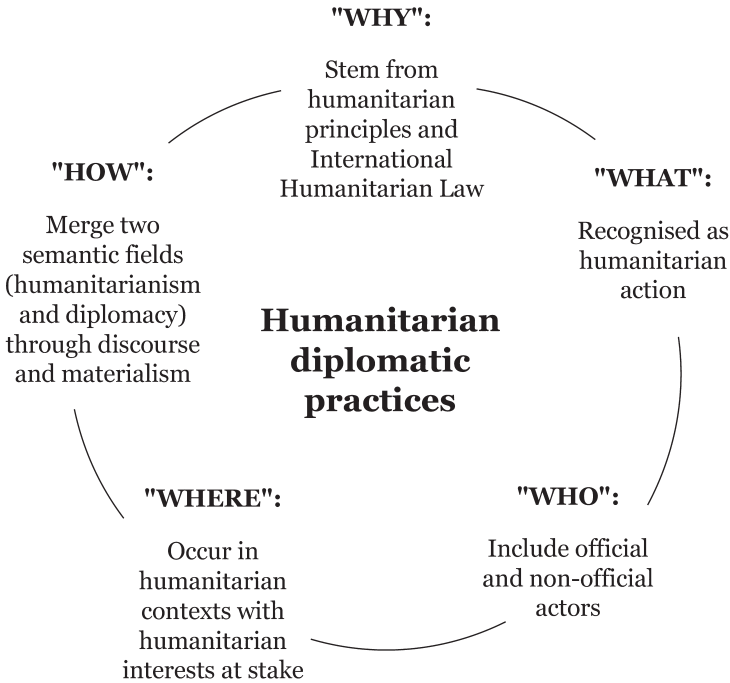 "WHY":
Stem from
humanitarian
principles and
International
Humanitarian Law
"WHAT":
Recognised as
humanitarian
action
"WHO":
Include official
and non-official
actors
"WHERE":
Occur in
humanitarian
contexts with
humanitarian
interests at stake
"HOW":
Merge two
semantic fields
(humanitarianism
and diplomacy)
through discourse
and materialism
Humanitarian
diplomatic
practices